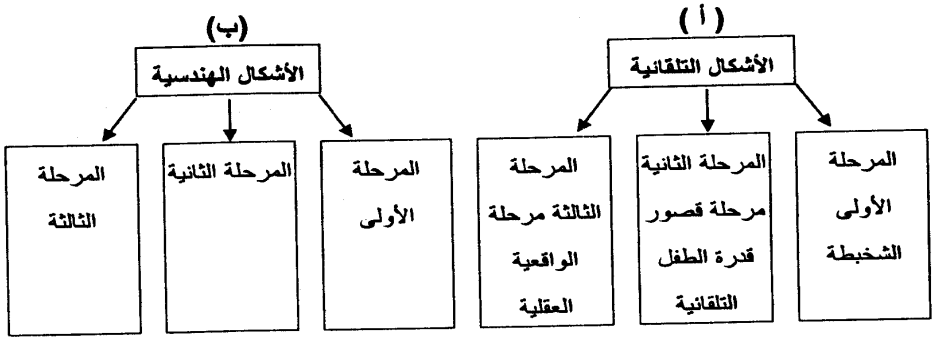 ( أ )
الأشكال التلقائية
المرحلة
الأولى
الشخبطة
المرحلة الثانية
مرحلة قصور
قدرة الطفل
التلقائية
المرحلة
الثالثة مرحلة
الواقعية
العقلية
(ب)
الأشكال الهندسية
المرحلة
الأولى
المرحلة الثانية
المرحلة
الثالثة